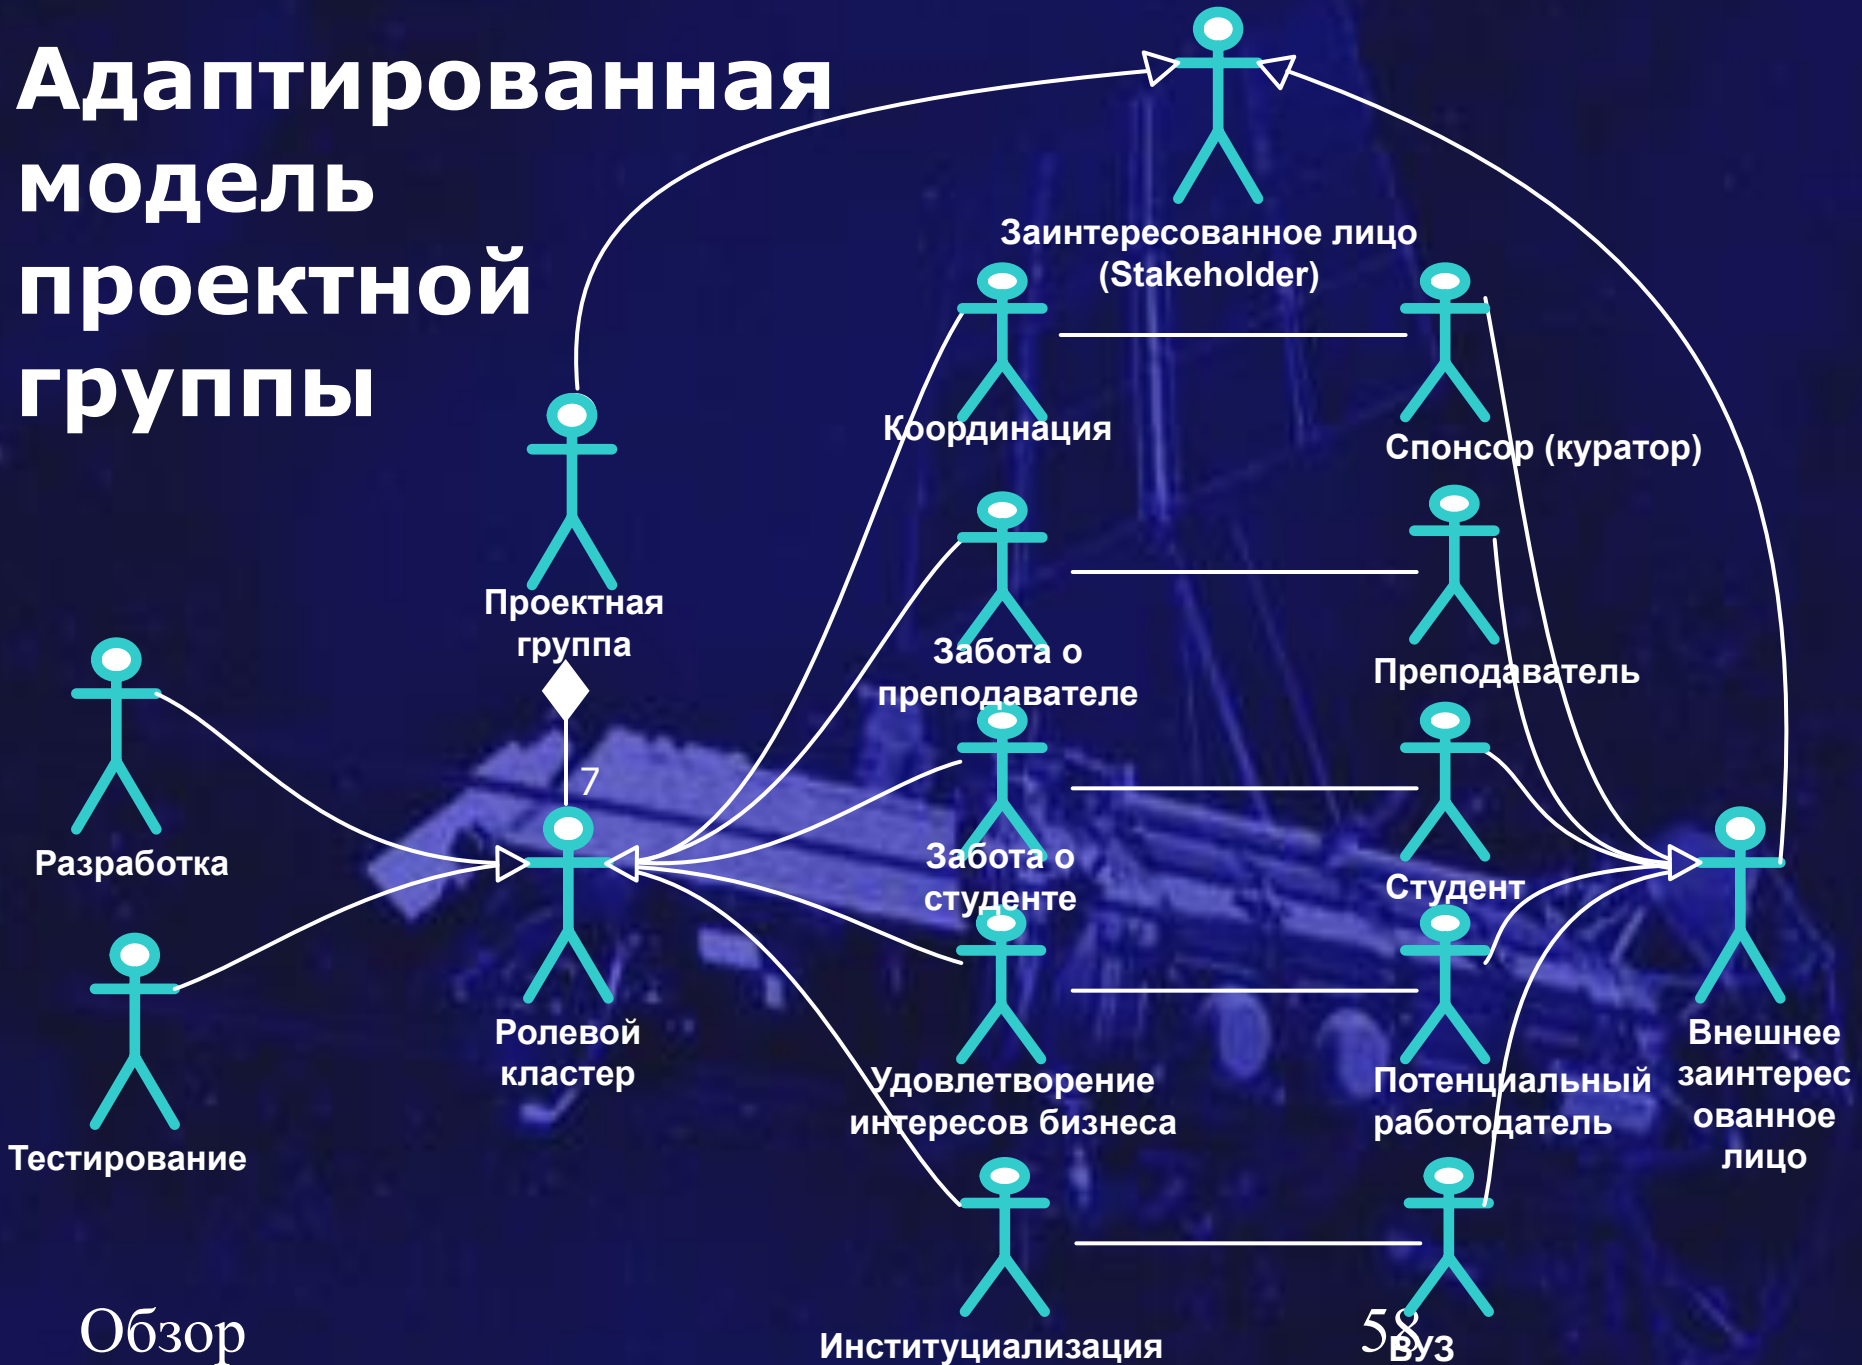 Адаптированная
модель
проектной
группы
Заинтересованное лицо
(Stakeholder)
Координация
Спонсор (куратор)
Проектная
группа
Забота о
преподавателе
Преподаватель
7
Разработка
Забота о
студенте
Студент
Ролевой
кластер
Внешнее
заинтерес
ованное
лицо
Удовлетворение
интересов бизнеса
Потенциальный
работодатель
Тестирование
Институциализация
ВУЗ
Обзор
58